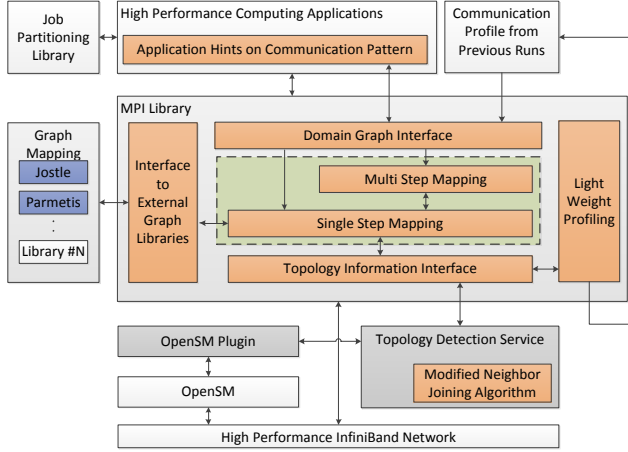 Job
Partitioning
Library
High Performance Computing Applications
Application Hints on Communication Pattern
Communication
Profile from
Previous Runs
MPI Library
Graph
Mapping
Jostle
Parmetis
:
Library #N
Interface
to
External
Graph
Libraries
Domain Graph Interface
Multi Step Mapping
Single Step Mapping
Topology Information Interface
Light
Weight
Profiling
OpenSM Plugin
OpenSM
Topology Detection Service
Modified Neighbor
Joining Algorithm
High Performance InfiniBand Network